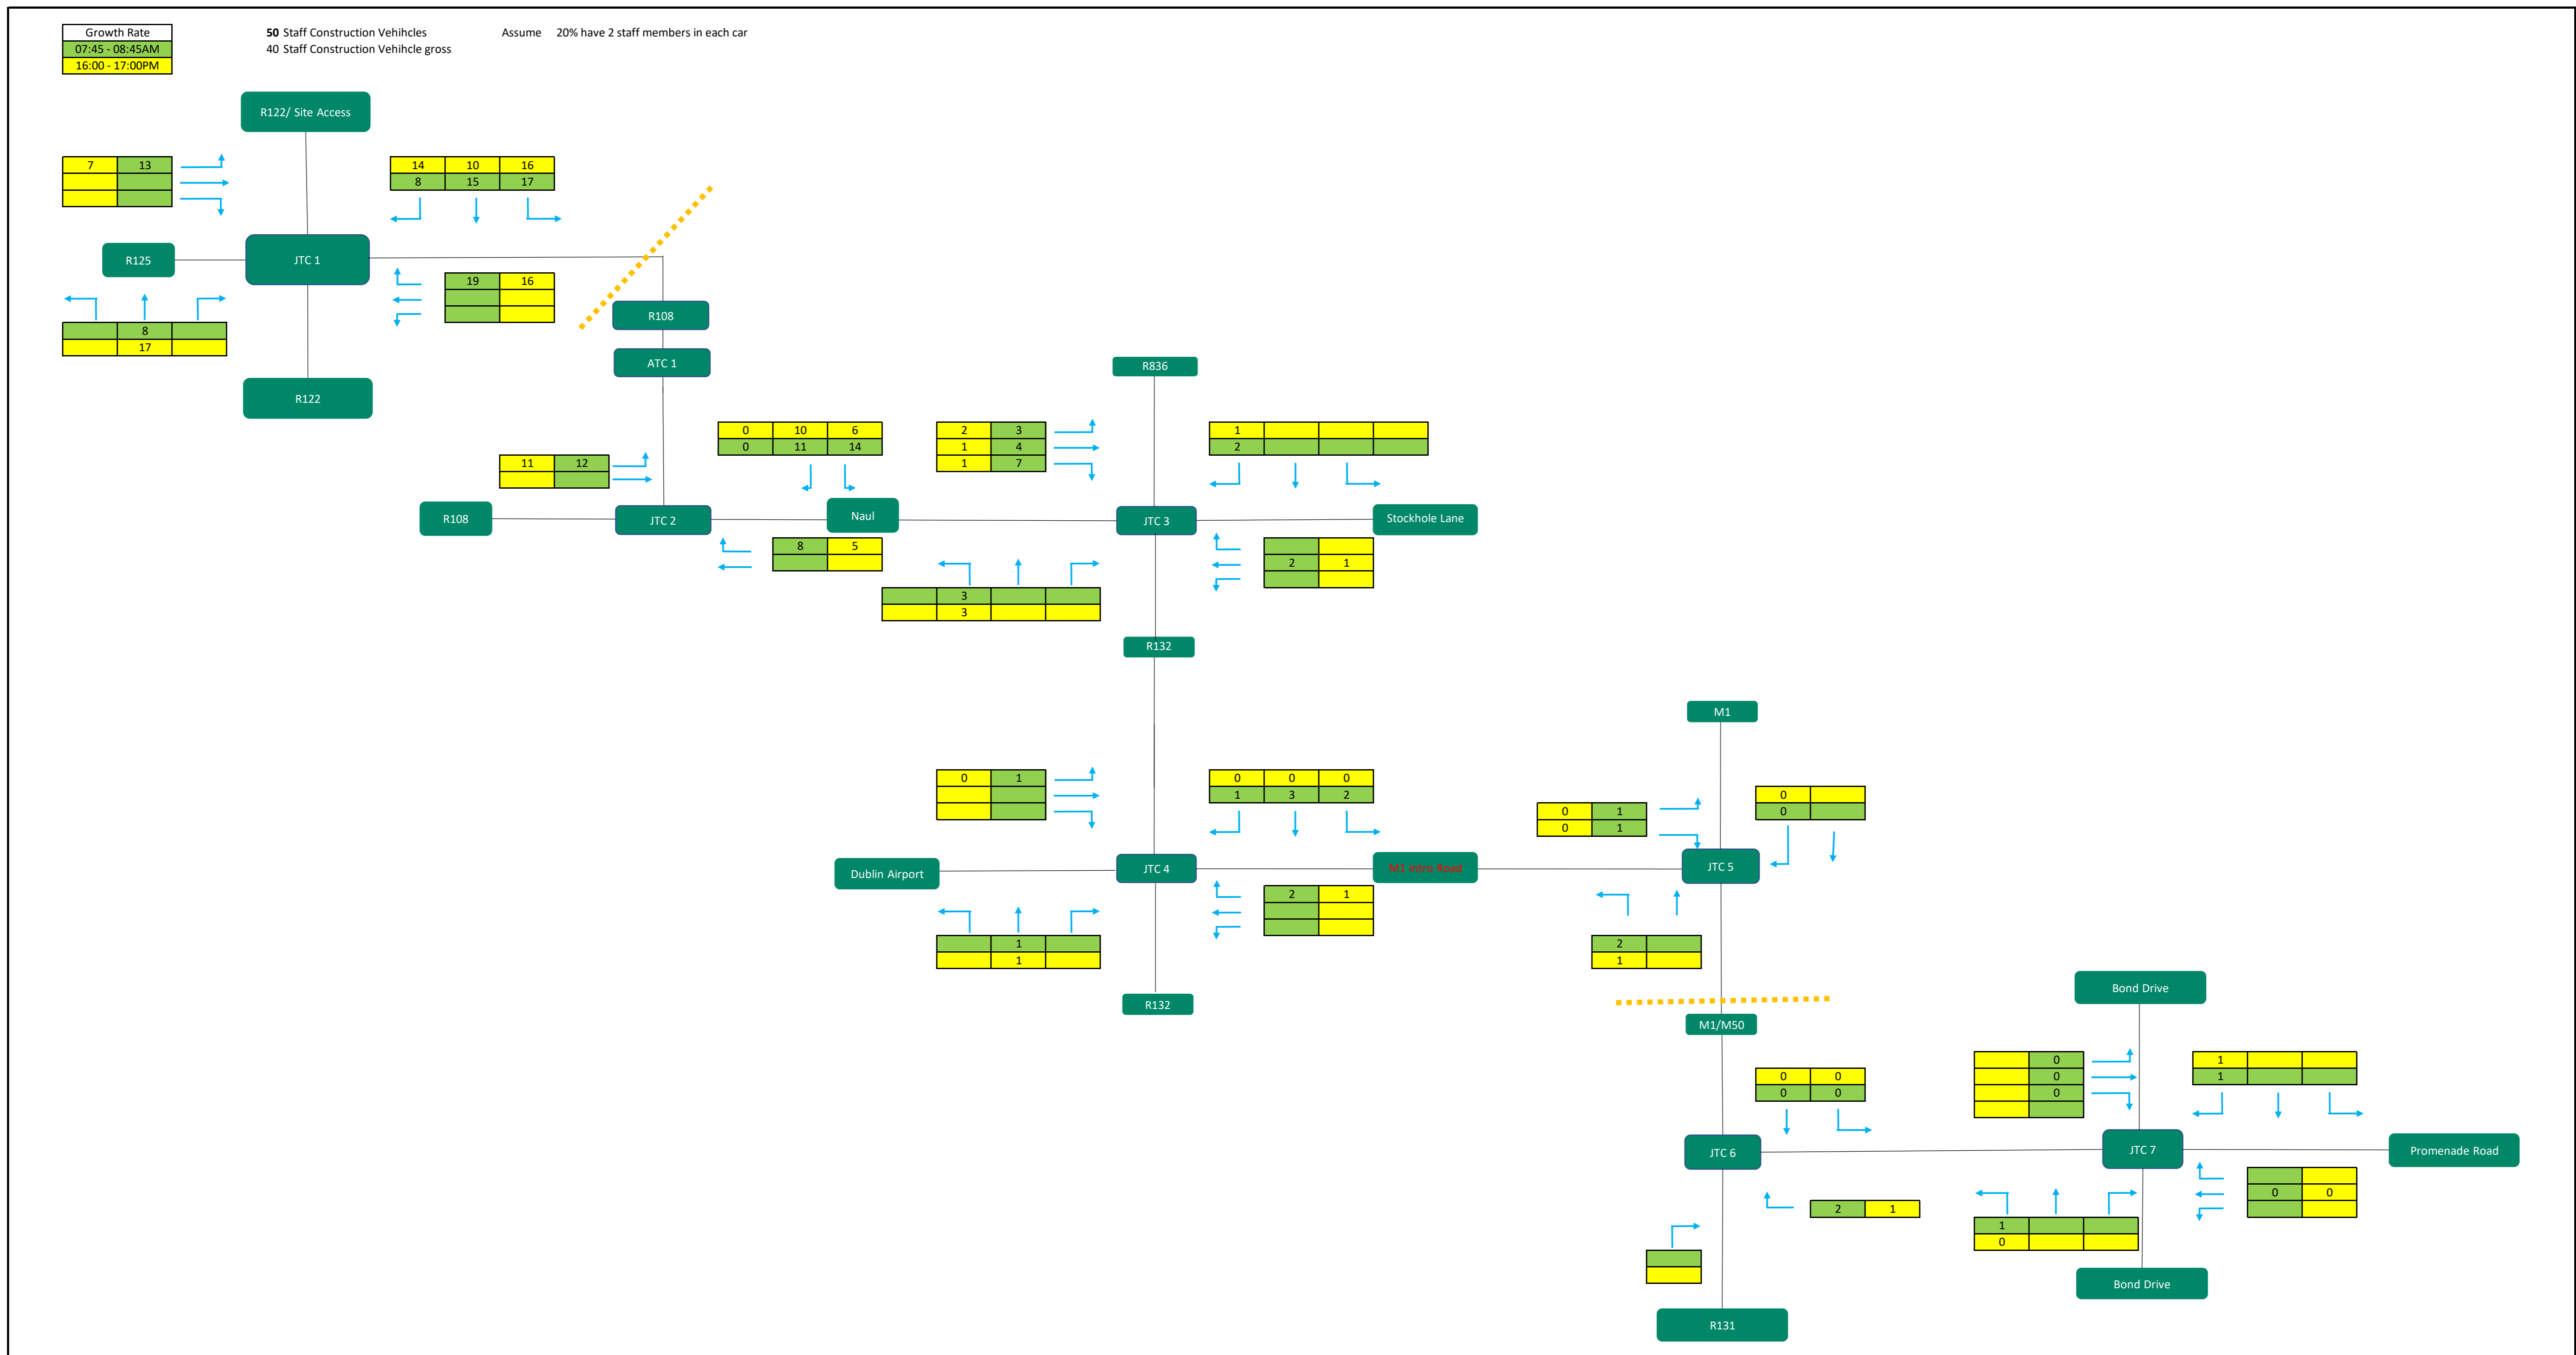 Growth Rate
07:45 - 08:45AM
16:00 - 17:00PM
50 Staff Construction Vehihcles
40 Staff Construction Vehihcle gross
Assume 20% have 2 staff members in each car
R122/ Site Access
7 13
14 10 16
8 15 17
R125
JTC 1
19 16
8
17
R122
R108
ATC 1
R836
0 10 6
0 11 14
2 3
1 4
1 7
1
2
11 12
R108
JTC 2
Naul
JTC 3
Stockhole Lane
8 5
2 1
3
3
R132
M1
0 1
0 0 0
1 3 2
0 1
0 1
0
0
Dublin Airport
JTC 4
M1 Intro Road
JTC 5
2 1
1
1
2
1
R132
M1/M50
Bond Drive
0 0
0 0
0
0
0
1
1
JTC 6
JTC 7
Promenade Road
2 1
0 0
1
0
Bond Drive
R131